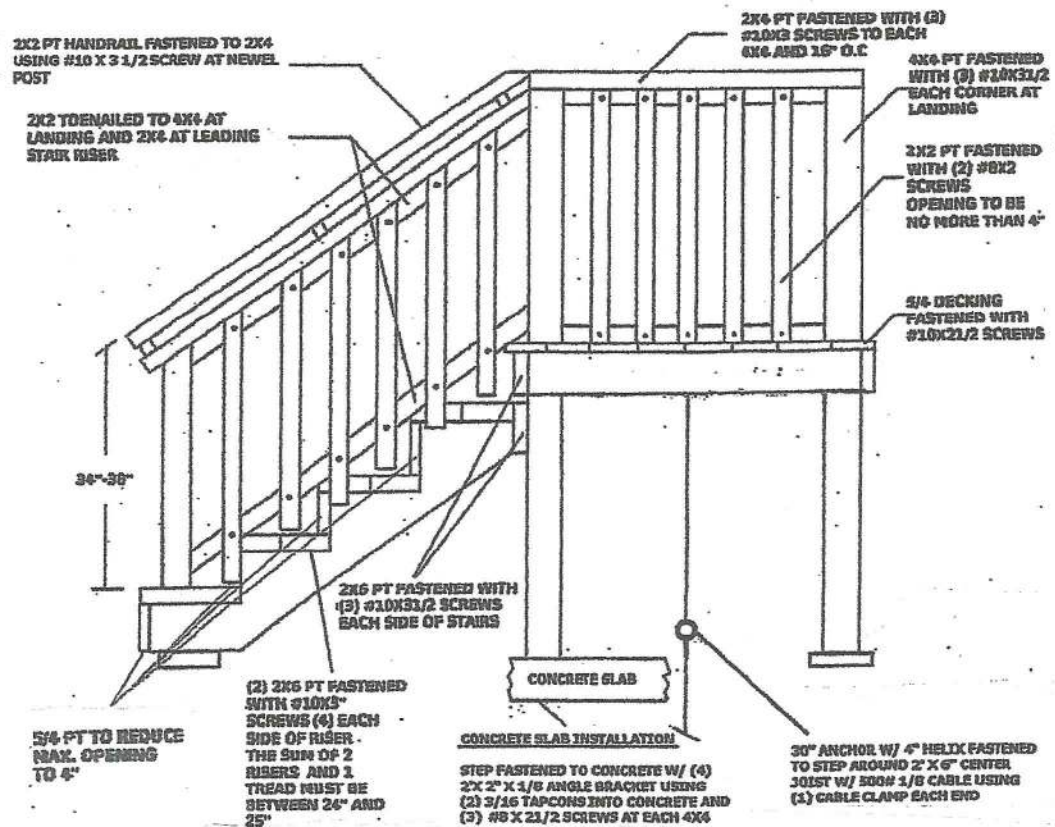 2X2 PT HANDRAIL FASTENED TO 2X4
USING #10 X 3 1/2 SCREW AT NEWEL
POST
2X2 TOENAILED TO 4X4 AT
LANDING AND 2X4 AT LEADING
STAIR RISER
2X4 PT FASTENED WITH (3)
#10X3 SCREWS TO EACH
4X4 AND 16" O.C
4X4 PT FASTENED
WITH (3) #10X31/2
EACH CORNER AT
LANDING
2X2 PT FASTENED
WITH (2) #8X2
SCREWS
OPENING TO BE
NO MORE THAN 4"
5/4 DECKING
FASTENED WITH
#10X21/2 SCREWS
34"-38"
2X6 PT FASTENED WITH
(3) #10X31/2 SCREWS
EACH SIDE OF STAIRS
5/4 PT TO REDUCE
MAX. OPENING
TO 4"
(2) 2X6 PT FASTENED
WITH #10X3"
SCREWS (4) EACH
SIDE OF RISER -
THE SUM OF 2
RISERS AND 1
TREAD MUST BE
BETWEEN 24" AND
25"
CONCRETE SLAB
CONCRETE SLAB INSTALLATION
STEP FASTENED TO CONCRETE W/ (4)
2"X 2" X 1/8 ANGLE BRACKET USING
(2) 3/16 TAPCONS INTO CONCRETE AND
(3) #8 X 21/2 SCREWS AT EACH 4X4
30" ANCHOR W/ 4" HELIX FASTENED
TO STEP AROUND 2" X 6" CENTER
JOIST W/ 500# 1/8 CABLE USING
(1) CABLE CLAMP EACH END